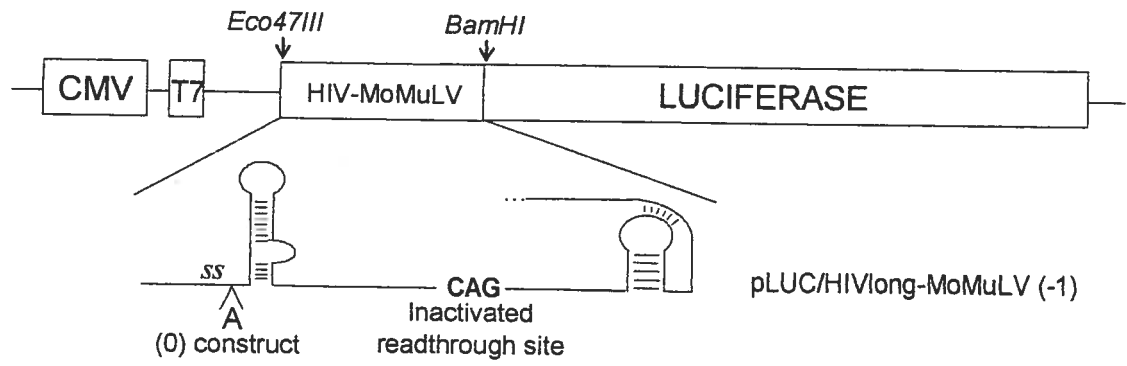 Eco47III
BamHI
CMV
T7
HIV-MoMuLV
LUCIFERASE
...
ss
CAG
pLUC/HIVlong-MoMuLV (-1)
A
Inactivated
(0) construct
readthrough site